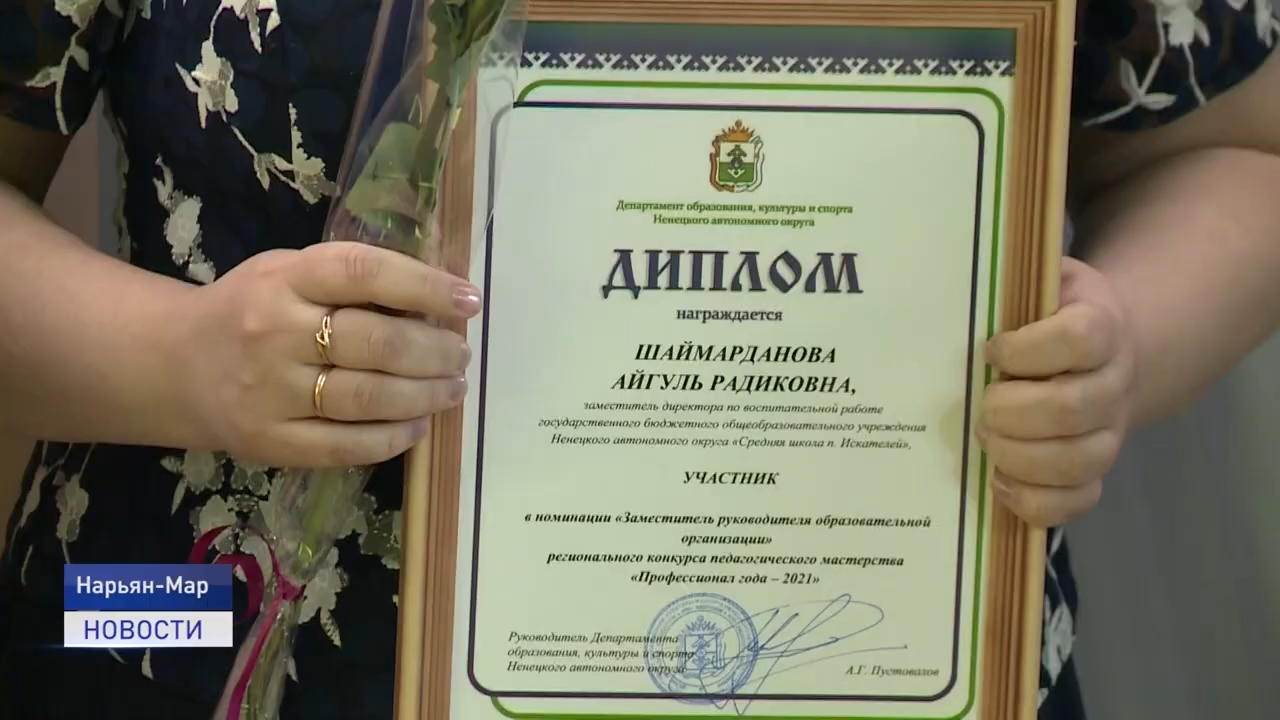 Департамент образования, культуры и спорта
Ненецкого автономного округа
ДИПЛОМ
награждается
ШАЙМАРДАНОВА
АЙГУЛЬ РАДИКОВНА,
заместитель директора по воспитательной работе
государственного бюджетного общеобразовательного учреждения
Ненецкого автономного округа «Средняя школа п. Искателей»,
УЧАСТНИК
в номинации «Заместитель руководителя образовательной
организации»
регионального конкурса педагогического мастерства
«Профессионал года – 2021»
Руководитель Департамента
образования, культуры и спорта
Ненецкого автономного округа
А.Г. Пустовалов
Нарьян-Мар
НОВОСТИ